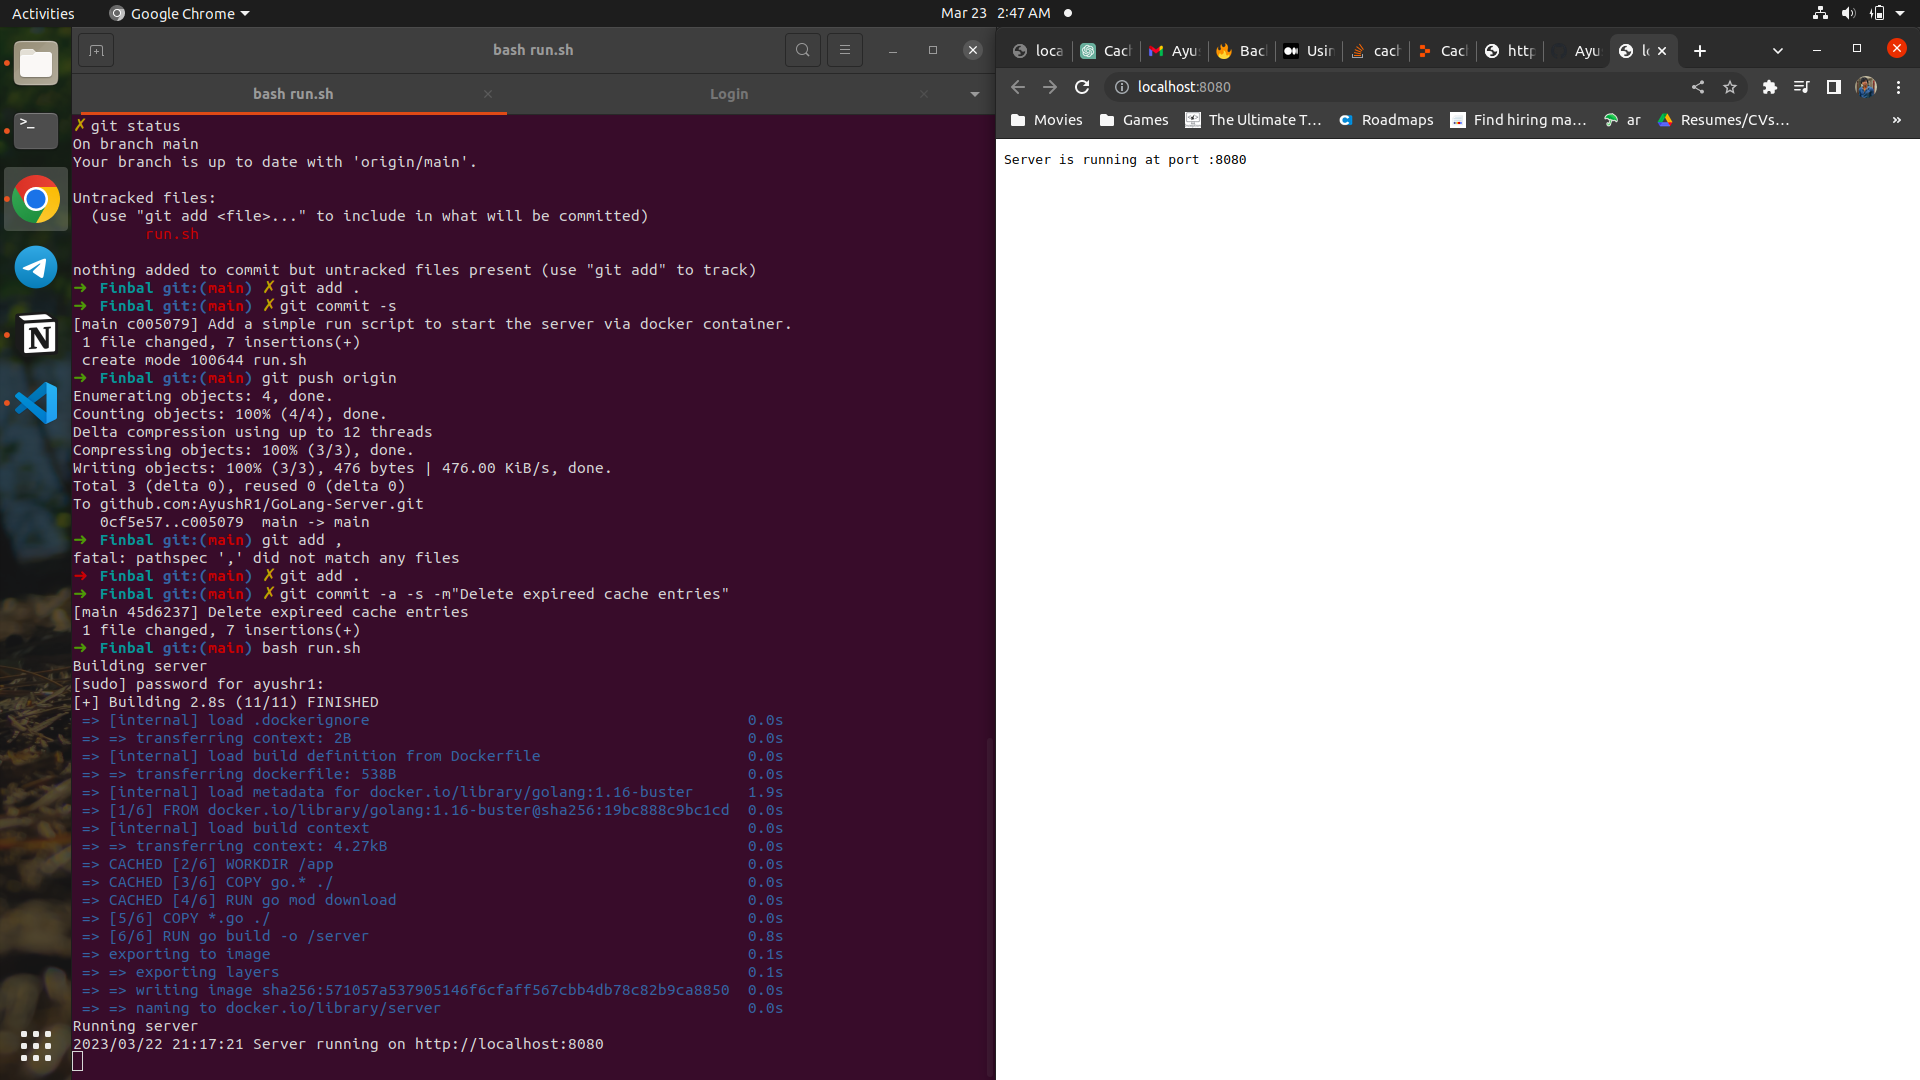 Activities
Google Chrome
Mar 23 2:47 AM
bash run.sh
bash run.sh
Login
✗ git status
On branch main
Your branch is up to date with 'origin/main'.
Untracked files:
(use "git add <file>..." to include in what will be committed)
run.sh
nothing added to commit but untracked files present (use "git add" to track)
➜ Finbal git:(main) ✗ git add .
➜ Finbal git:(main) ✗ git commit -s
[main c005079] Add a simple run script to start the server via docker container.
1 file changed, 7 insertions(+)
create mode 100644 run.sh
➜ Finbal git:(main) git push origin
Enumerating objects: 4, done.
Counting objects: 100% (4/4), done.
Delta compression using up to 12 threads
Compressing objects: 100% (3/3), done.
Writing objects: 100% (3/3), 476 bytes | 476.00 KiB/s, done.
Total 3 (delta 0), reused 0 (delta 0)
To github.com:AyushR1/GoLang-Server.git
0cf5e57..c005079 main -> main
➜ Finbal git:(main) git add ,
fatal: pathspec ',' did not match any files
➜ Finbal git:(main) ✗ git add .
➜ Finbal git:(main) ✗ git commit -a -s -m"Delete expireed cache entries"
[main 45d6237] Delete expireed cache entries
1 file changed, 7 insertions(+)
➜ Finbal git:(main) bash run.sh
Building server
[sudo] password for ayushr1:
[+] Building 2.8s (11/11) FINISHED
=> [internal] load .dockerignore 0.0s
=> => transferring context: 2B 0.0s
=> [internal] load build definition from Dockerfile 0.0s
=> => transferring dockerfile: 538B 0.0s
=> [internal] load metadata for docker.io/library/golang:1.16-buster 1.9s
=> [1/6] FROM docker.io/library/golang:1.16-buster@sha256:19bc888c9bc1cd 0.0s
=> [internal] load build context 0.0s
=> => transferring context: 4.27kB 0.0s
=> CACHED [2/6] WORKDIR /app 0.0s
=> CACHED [3/6] COPY go.* ./ 0.0s
=> CACHED [4/6] RUN go mod download 0.0s
=> [5/6] COPY *.go ./ 0.0s
=> [6/6] RUN go build -o /server 0.8s
=> exporting to image 0.1s
=> => exporting layers 0.1s
=> => writing image sha256:571057a537905146f6cfaff567cbb4db78c82b9ca8850 0.0s
=> => naming to docker.io/library/server 0.0s
Running server
2023/03/22 21:17:21 Server running on http://localhost:8080
loca
Cach
Ayu
Bac
Usin
cach
Cac
http
Ayu
lo
localhost:8080
Movies
Games
The Ultimate T...
Roadmaps
Find hiring ma...
ar
Resumes/CVs...
»
Server is running at port :8080